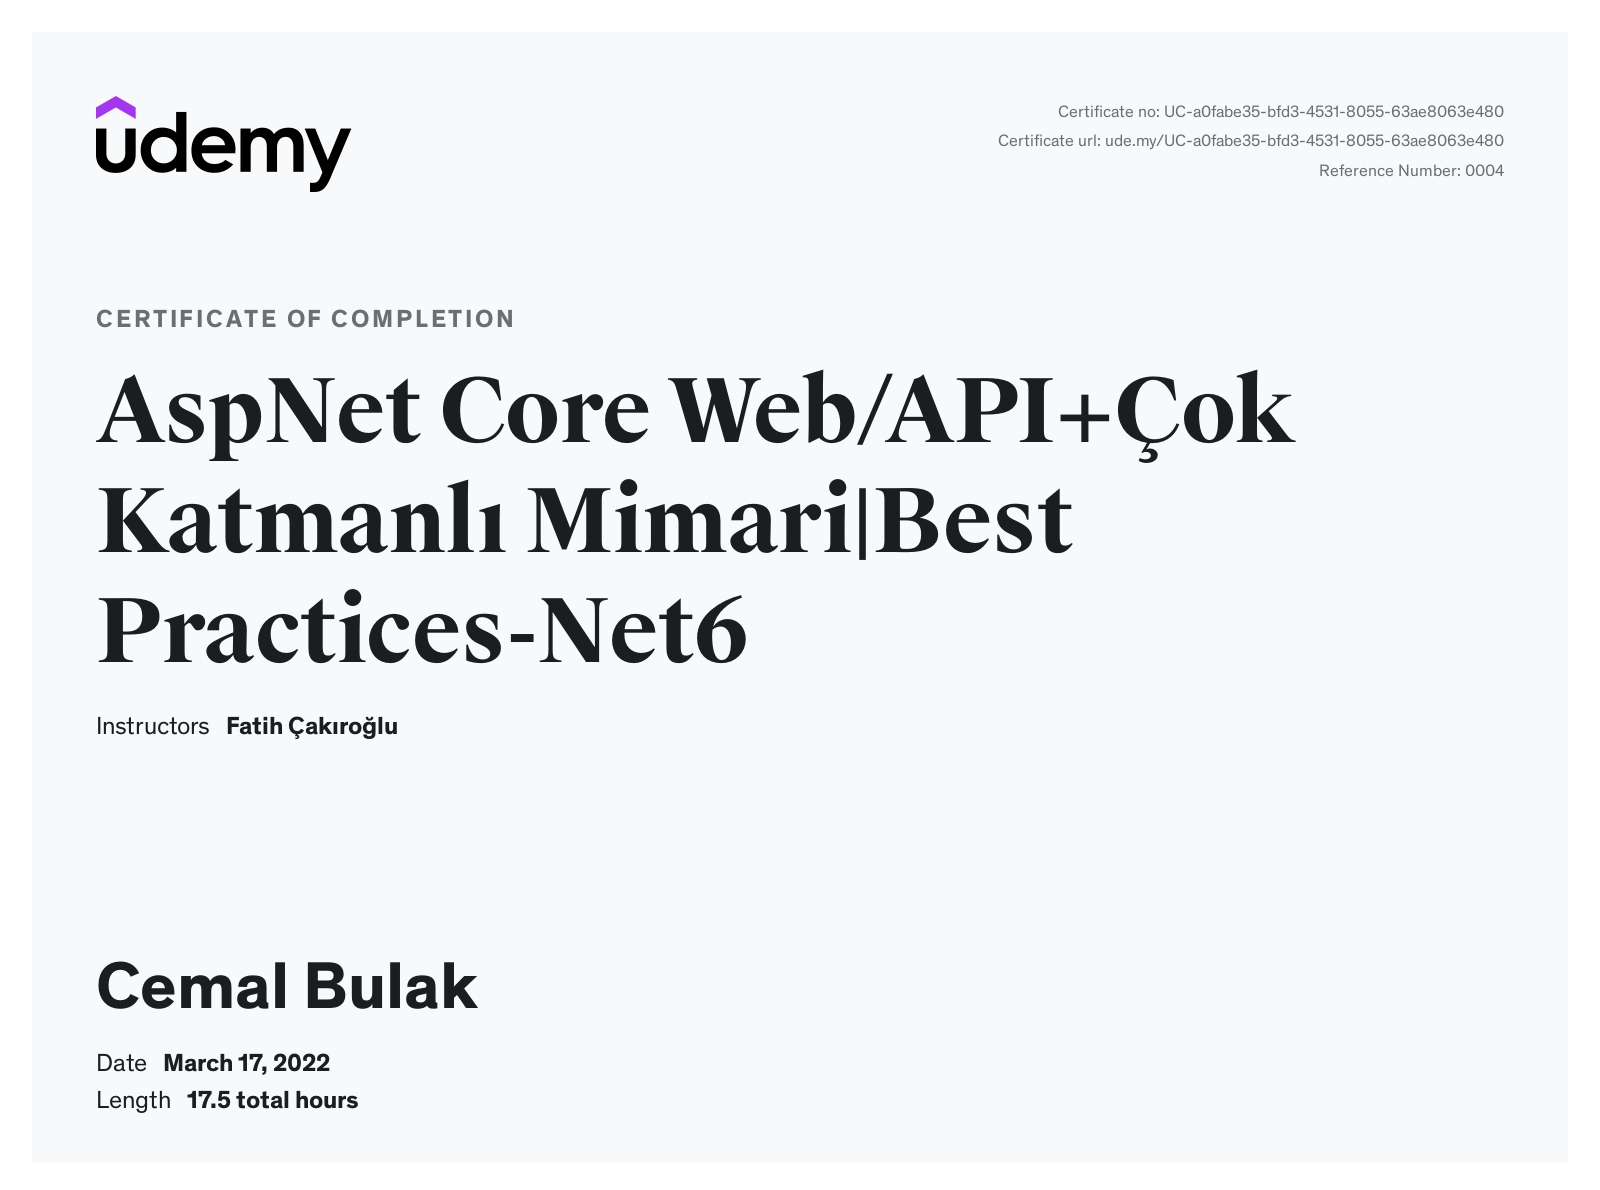 udemy
Certificate no: UC-a0fabe35-bfd3-4531-8055-63ae8063e480
Certificate url: ude.my/UC-a0fabe35-bfd3-4531-8055-63ae8063e480
Reference Number: 0004
CERTIFICATE OF COMPLETION
AspNet Core Web/API+Çok
Katmanlı Mimari|Best
Practices-Net6
Instructors Fatih Çakıroğlu
Cemal Bulak
Date March 17, 2022
Length 17.5 total hours